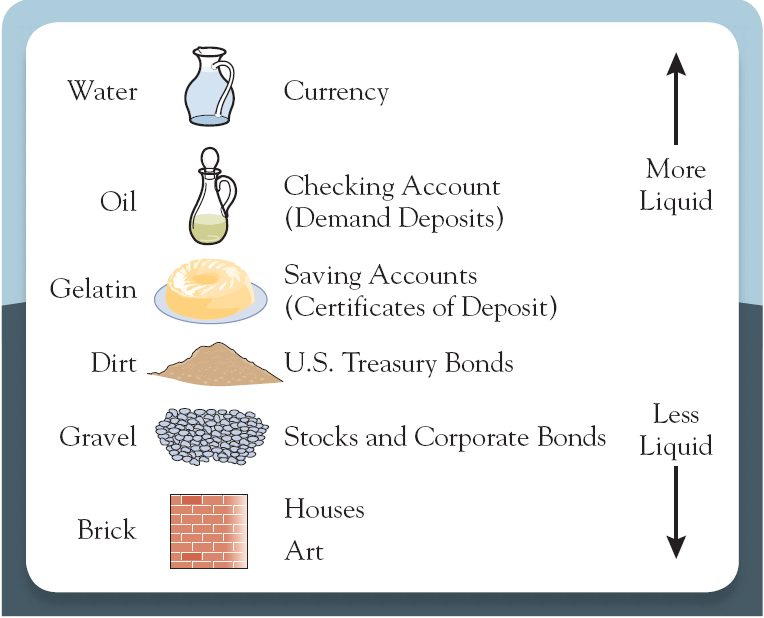 Water
Currency
More
Liquid
Oil
Checking Account
(Demand Deposits)
Gelatin
Saving Accounts
(Certificates of Deposit)
Dirt
U.S. Treasury Bonds
Gravel
Stocks and Corporate Bonds
Less
Liquid
Brick
Houses
Art